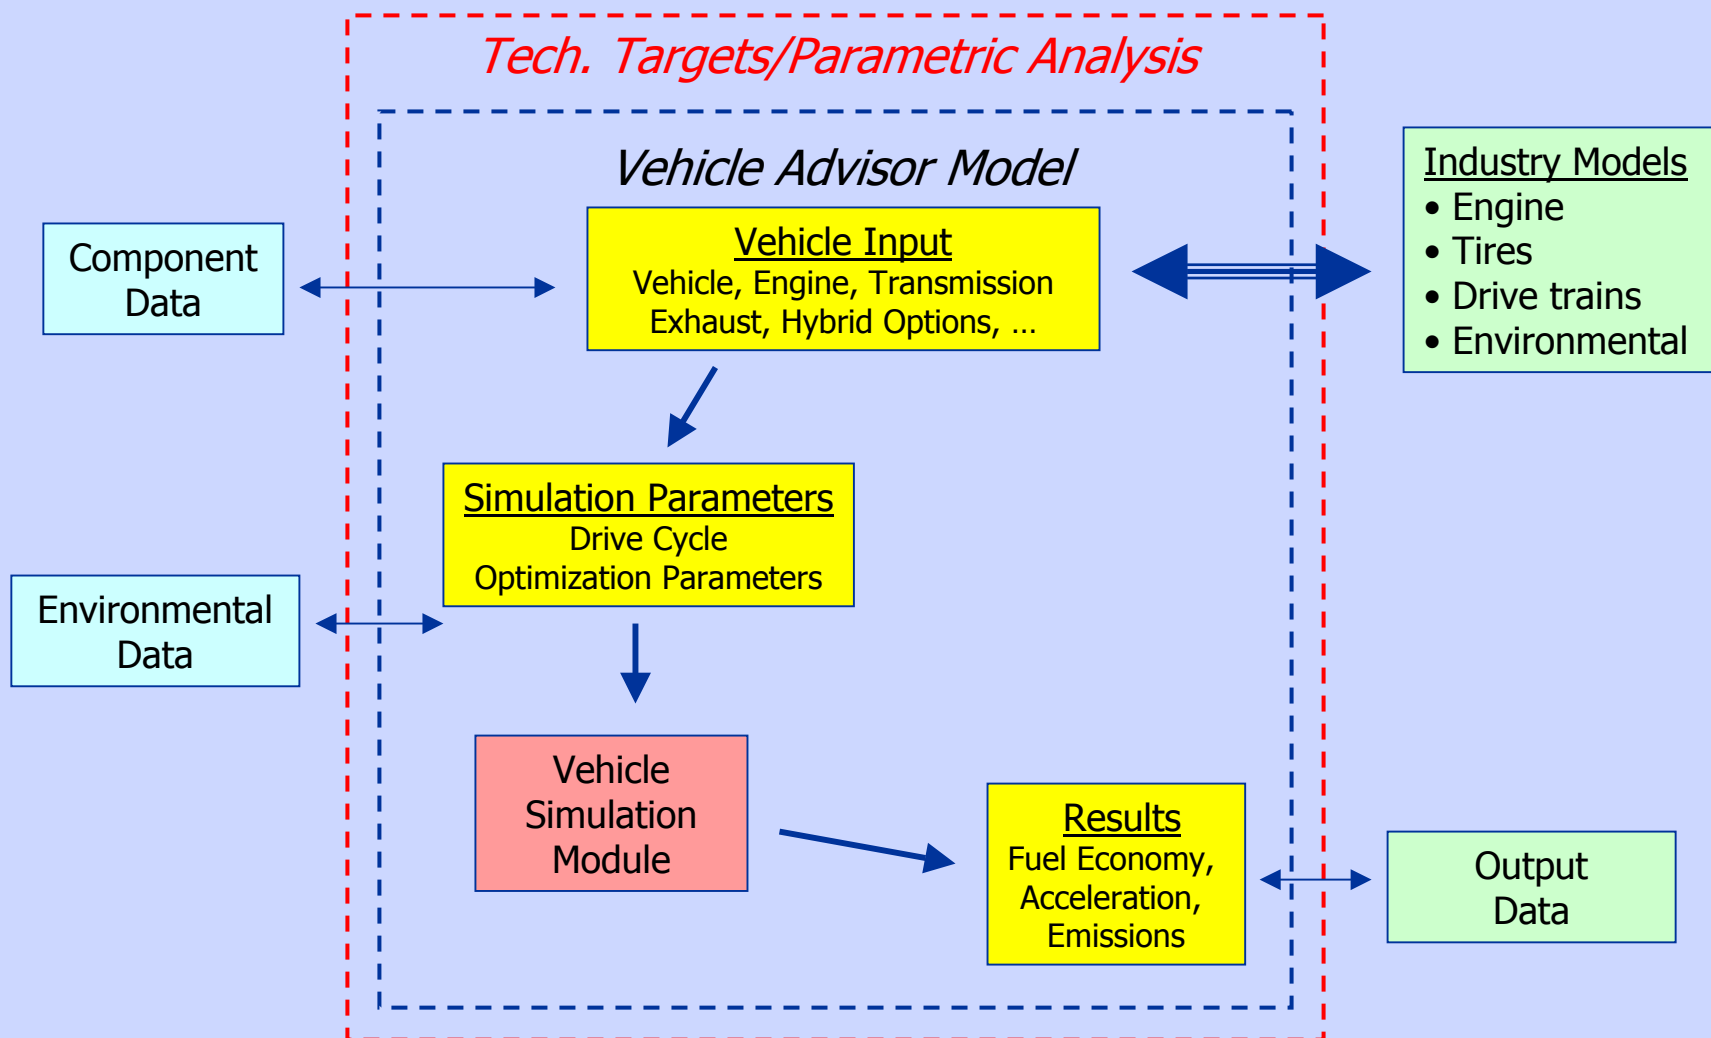 Tech. Targets/Parametric Analysis
Vehicle Advisor Model
Component
Data
Vehicle Input
Vehicle, Engine, Transmission
Exhaust, Hybrid Options, …
Industry Models
• Engine
• Tires
• Drive trains
• Environmental
Simulation Parameters
Drive Cycle
Optimization Parameters
Environmental
Data
Vehicle
Simulation
Module
Results
Fuel Economy,
Acceleration,
Emissions
Output
Data